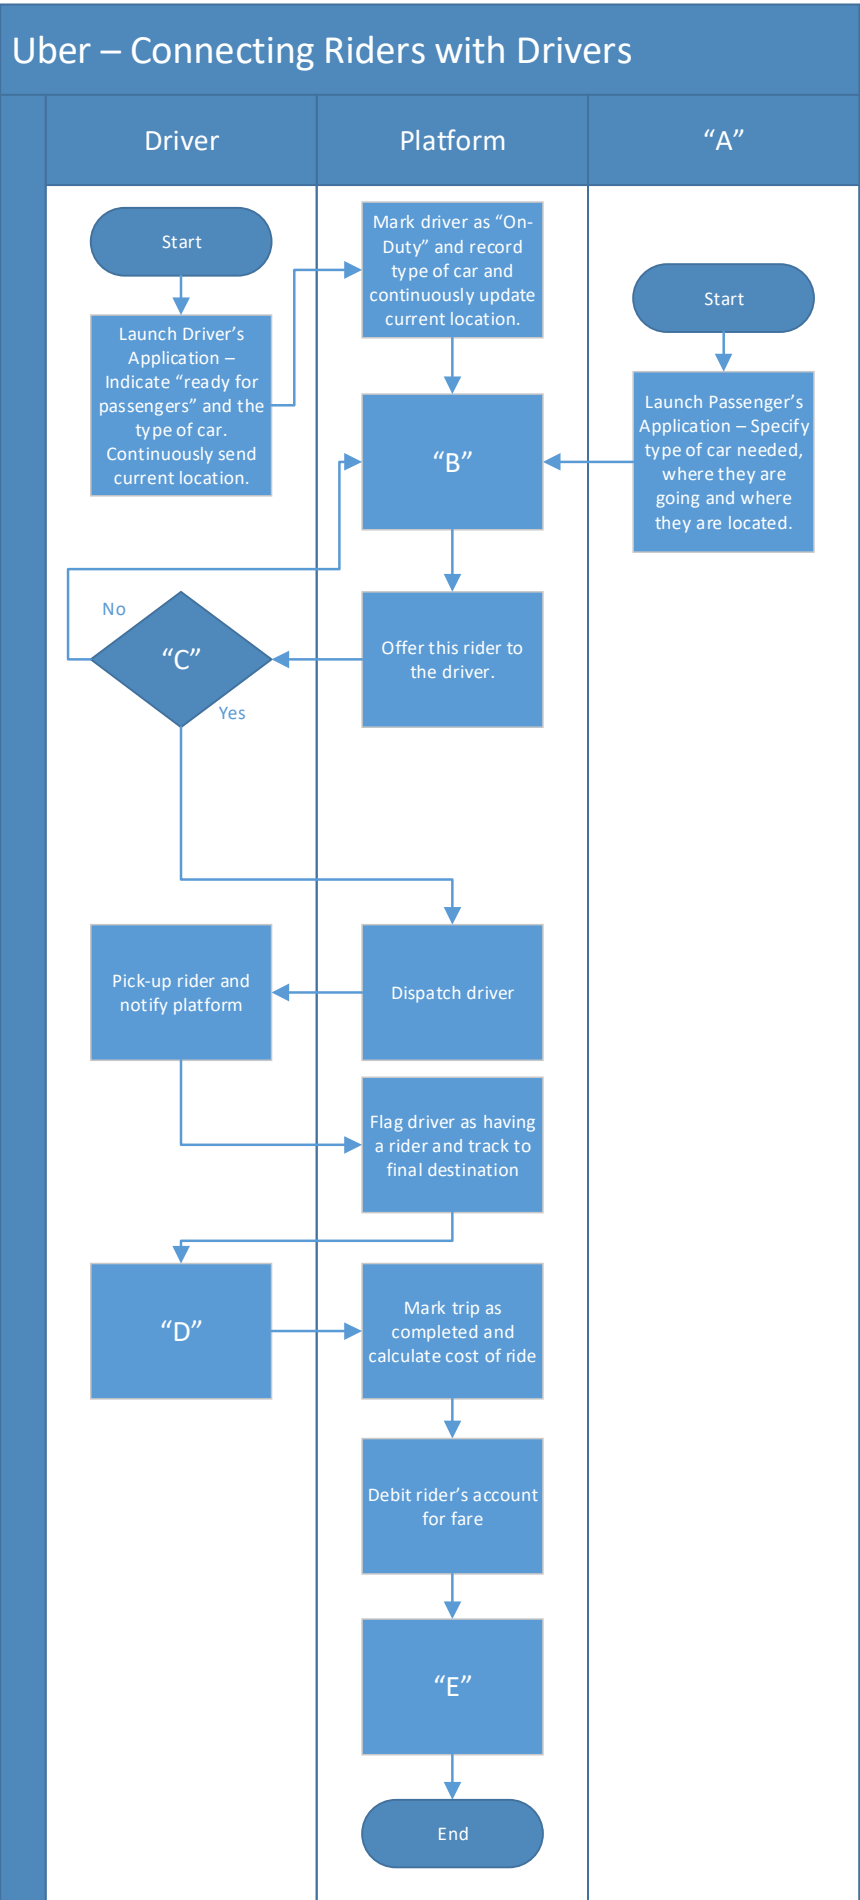 Uber – Connecting Riders with Drivers
Driver
Platform
“A”
Start
Launch Driver’s
Application –
Indicate “ready for
passengers” and the
type of car.
Continuously send
current location.
Mark driver as “On-
Duty” and record
type of car and
continuously update
current location.
Start
Launch Passenger’s
Application – Specify
type of car needed,
where they are
going and where
they are located.
“B”
Offer this rider to
the driver.
No
“C”
Yes
Dispatch driver
Pick-up rider and
notify platform
Flag driver as having
a rider and track to
final destination
“D”
Mark trip as
completed and
calculate cost of ride
Debit rider’s account
for fare
“E”
End